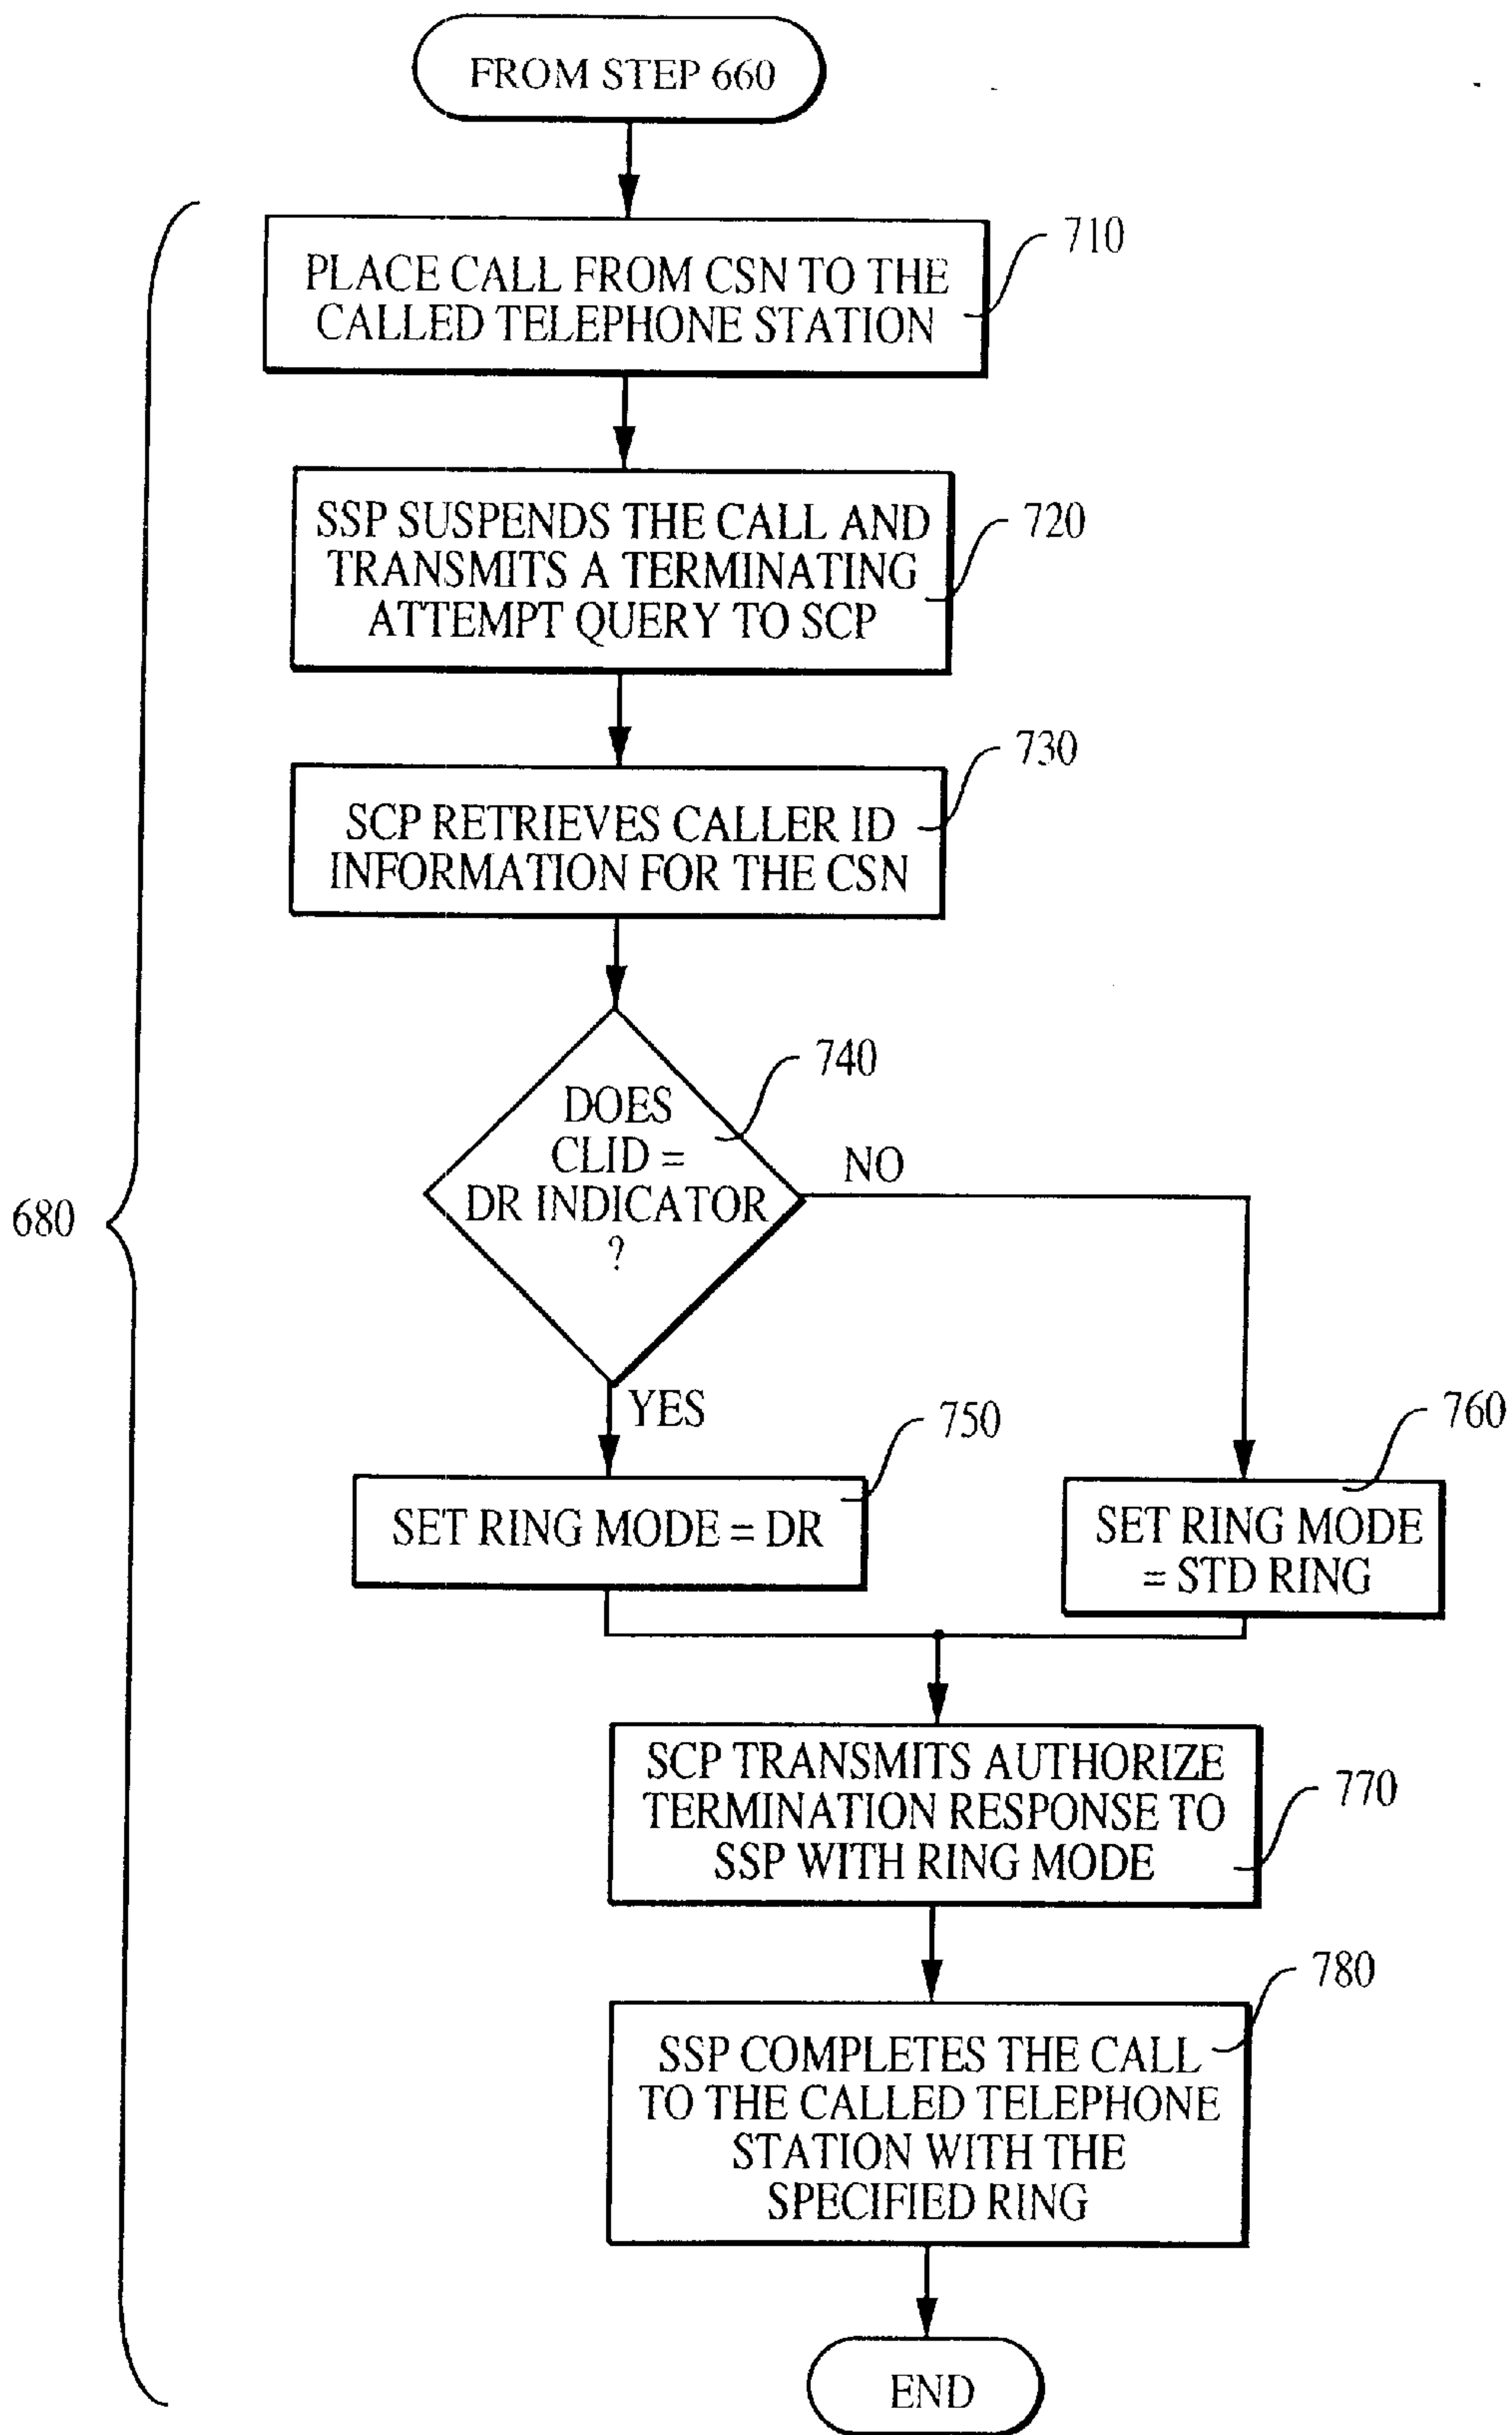 FROM STEP 660
710
PLACE CALL FROM CSN TO THE
CALLED TELEPHONE STATION
720
SSP SUSPENDS THE CALL AND
TRANSMITS A TERMINATING
ATTEMPT QUERY TO SCP
730
SCP RETRIEVES CALLER ID
INFORMATION FOR THE CSN
740
DOES
CLID =
DR INDICATOR
?
NO
680
YES
750
760
SET RING MODE = DR
SET RING MODE
= STD RING
SCP TRANSMITS AUTHORIZE
TERMINATION RESPONSE TO
SSP WITH RING MODE
770
780
SSP COMPLETES THE CALL
TO THE CALLED TELEPHONE
STATION WITH THE
SPECIFIED RING
END